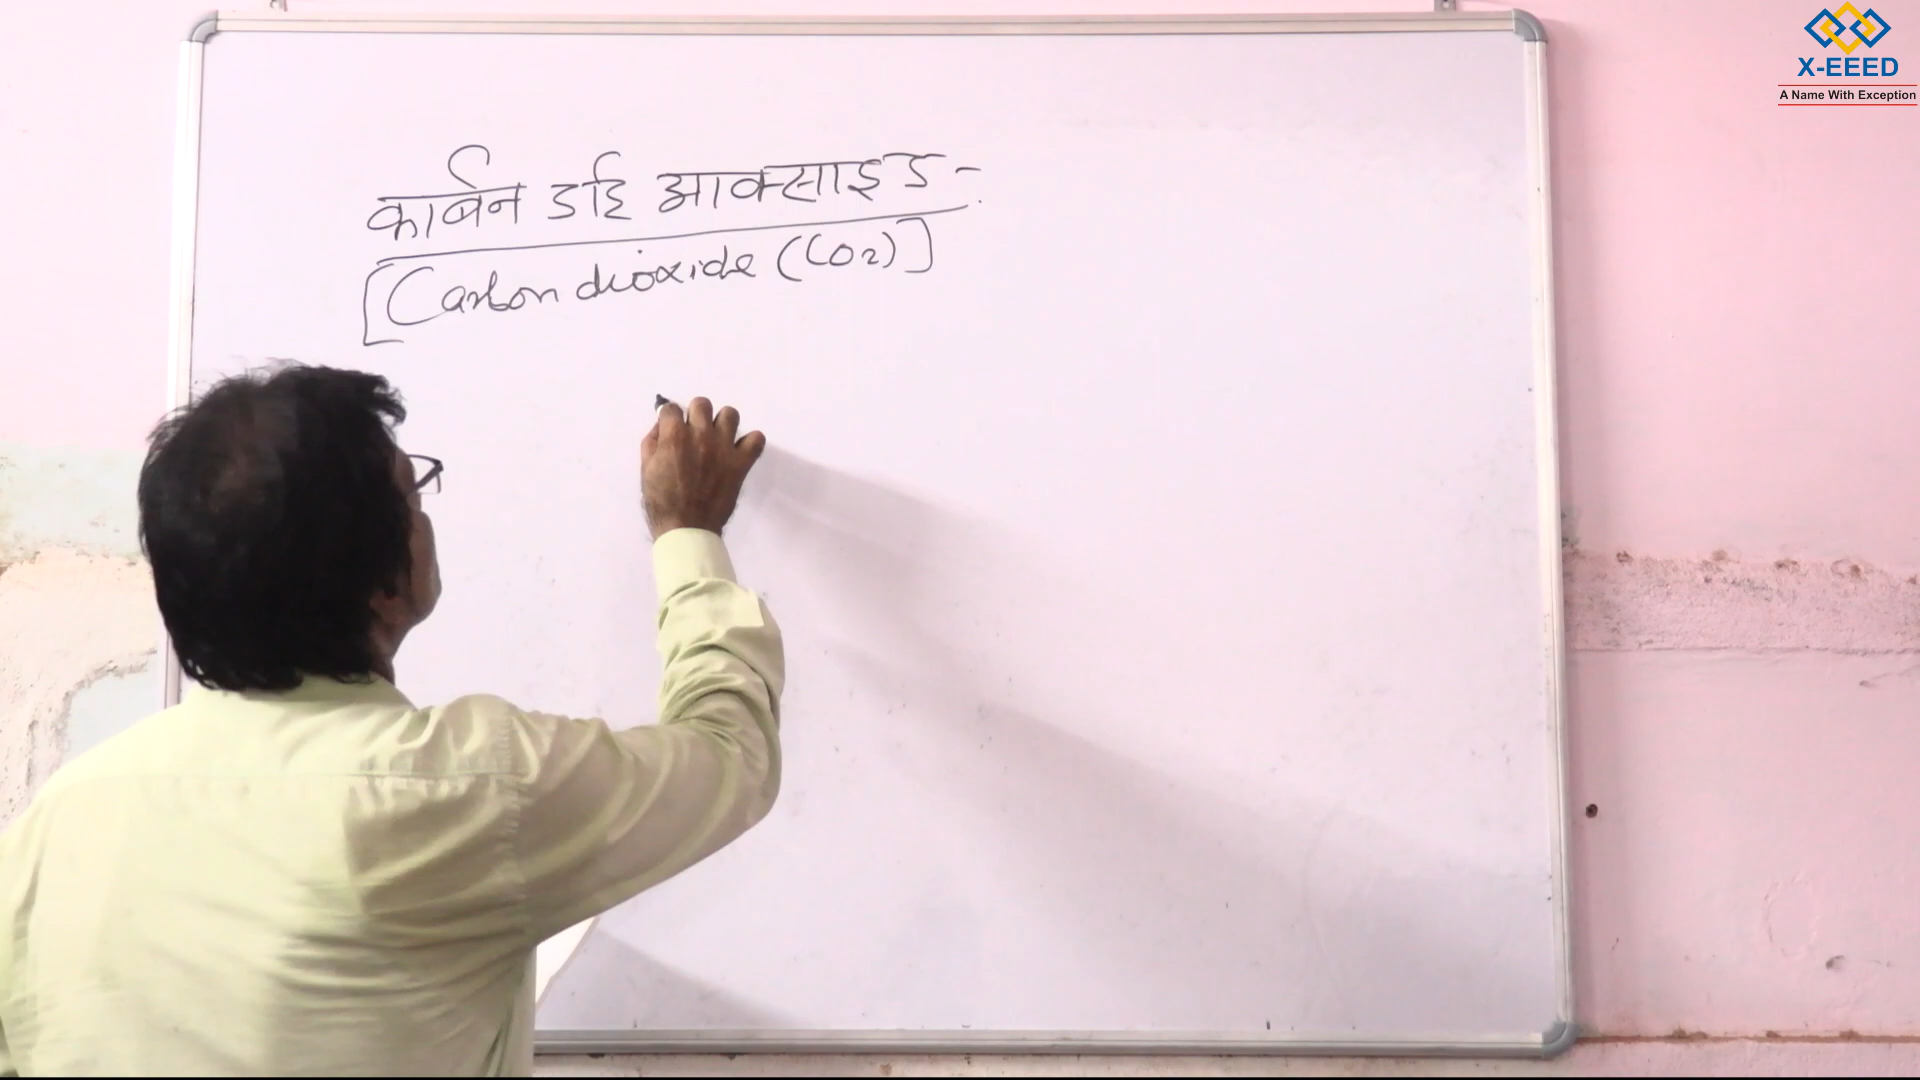 कार्बन डाई आक्साइड -
[Carbon dioxide (CO2)]
X-EEED
A Name With Exception